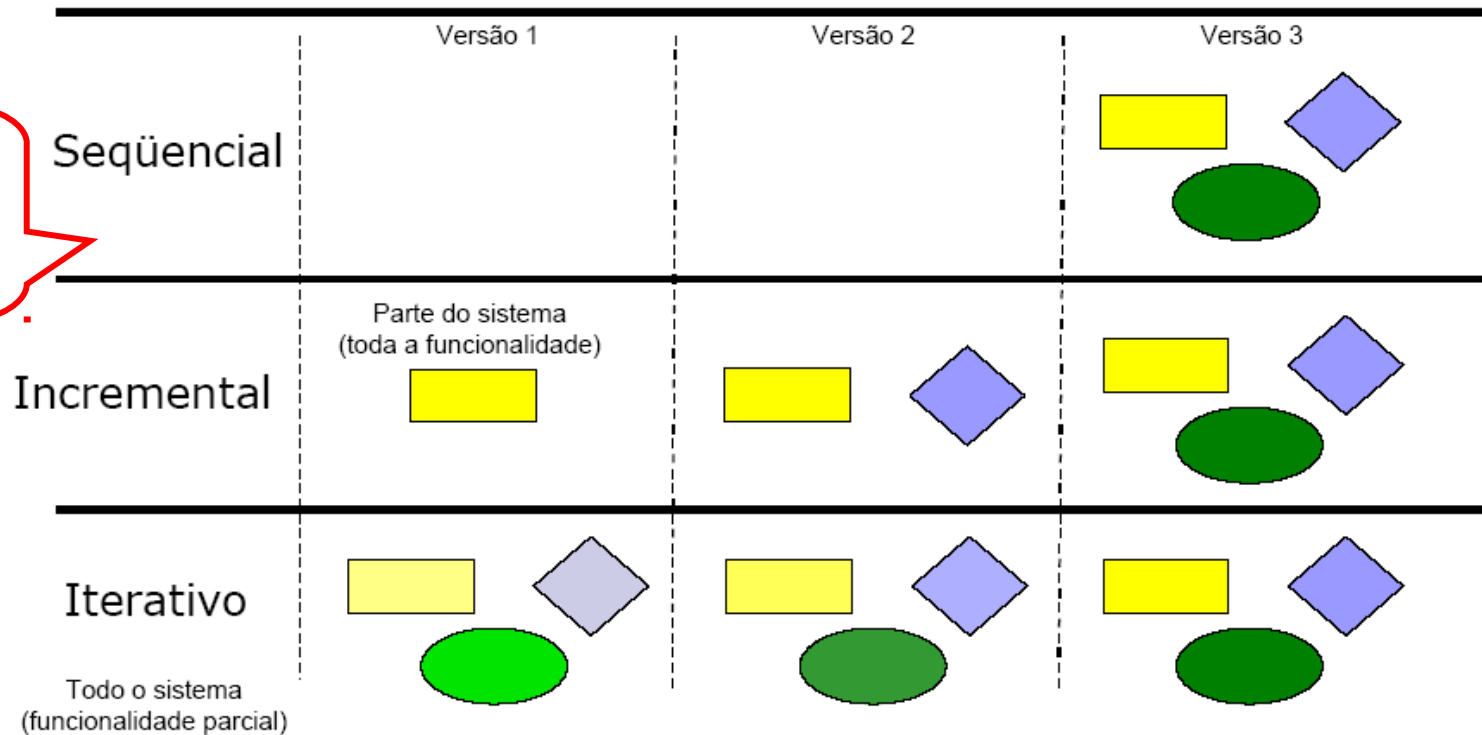 Versão 1
Versão 2
Versão 3
Seqüencial
Parte do sistema
(toda a funcionalidade)
Incremental
Iterativo
Todo o sistema
(funcionalidade parcial)